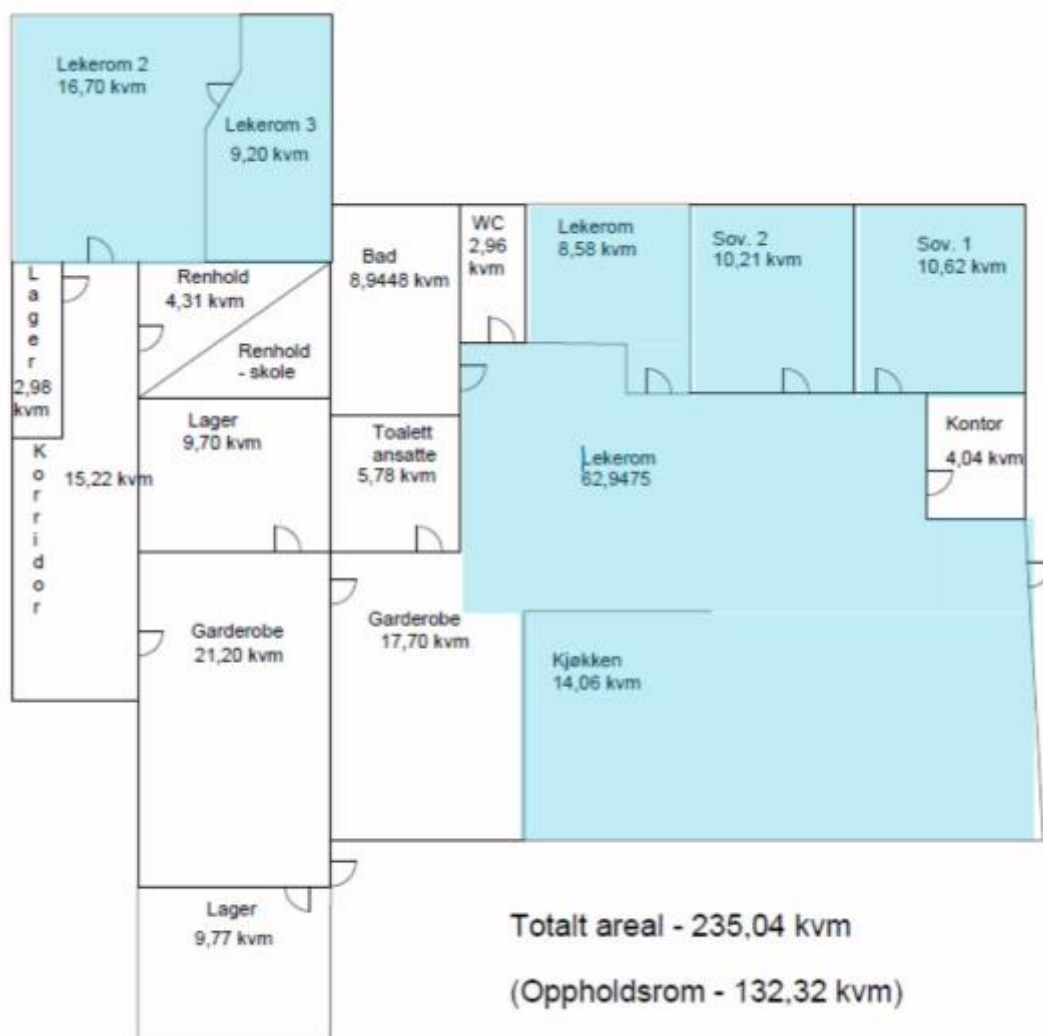 Lekerom 2
16,70 kvm
Lekerom 3
9,20 kvm
WC
2,96
kvm
Lekerom
8,58 kvm
Sov. 2
10,21 kvm
Sov. 1
10,62 kvm
Bad
8,9448 kvm
Lager
2,98
kvm
Renhold
4,31 kvm
Renhold
- skole
Lager
9,70 kvm
Toalett
ansatte
5,78 kvm
Lekerom
62,9475
Kontor
4,04 kvm
Korridor
15,22 kvm
Garderobe
21,20 kvm
Garderobe
17,70 kvm
Kjøkken
14,06 kvm
Lager
9,77 kvm
Totalt areal - 235,04 kvm
(Oppholdsrom - 132,32 kvm)